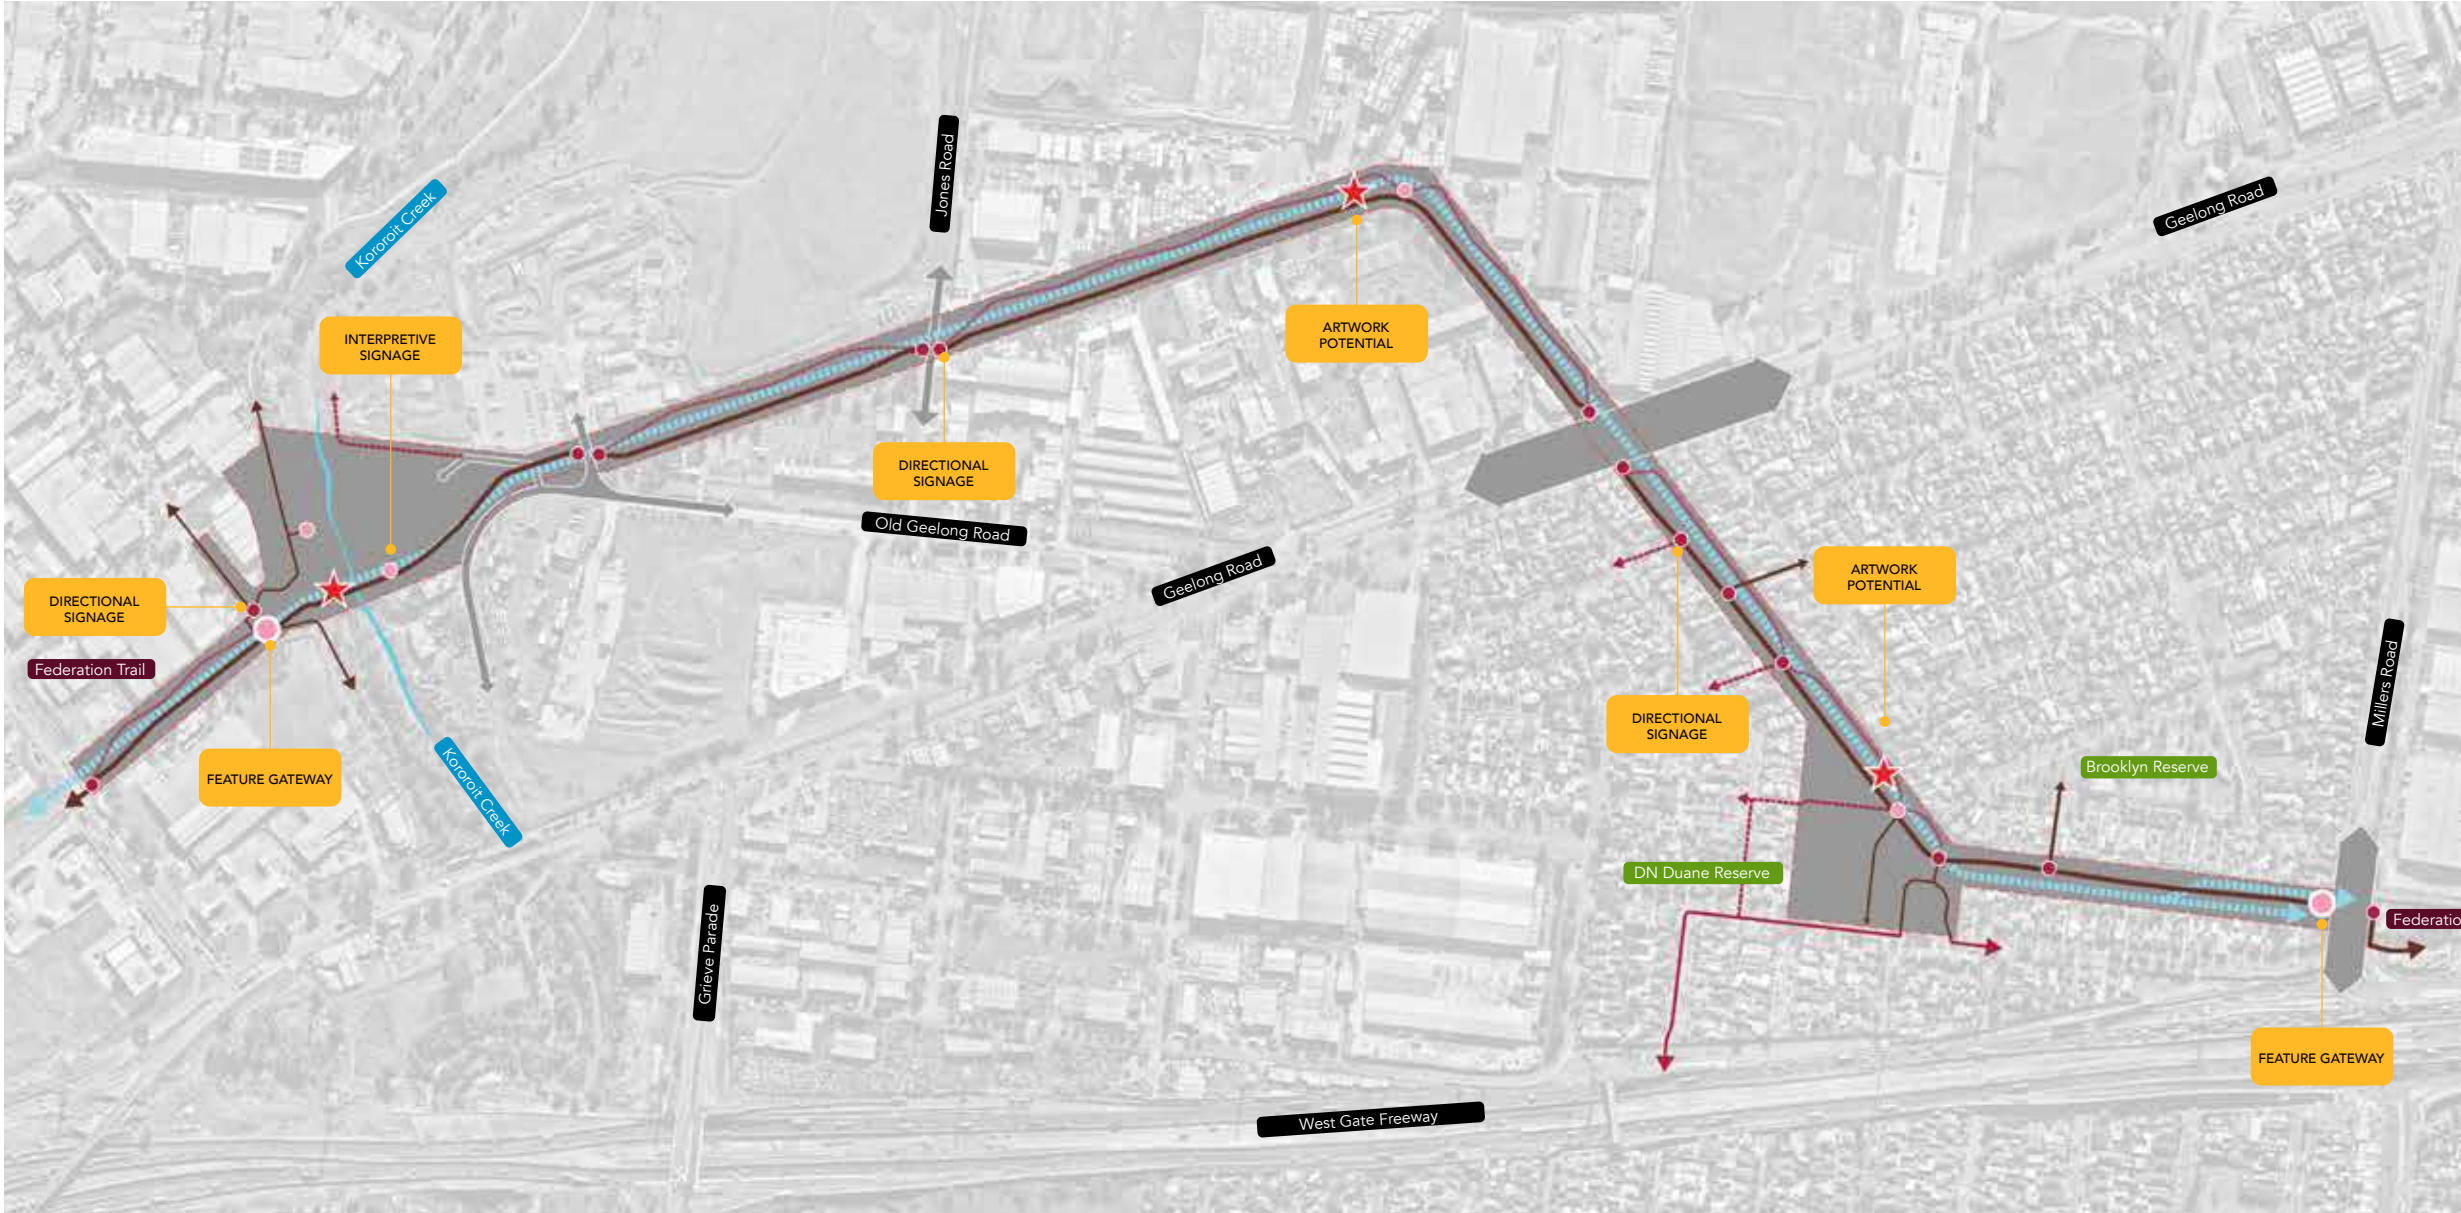 Jones Road
Kororoit Creek
Geelong Road
INTERPRETIVE
SIGNAGE
ARTWORK
POTENTIAL
DIRECTIONAL
SIGNAGE
Old Geelong Road
Geelong Road
ARTWORK
POTENTIAL
DIRECTIONAL
SIGNAGE
Federation Trail
Millers Road
DIRECTIONAL
SIGNAGE
FEATURE GATEWAY
Kororoit Creek
Brooklyn Reserve
DN Duane Reserve
Federatio
Grieve Parade
FEATURE GATEWAY
West Gate Freeway